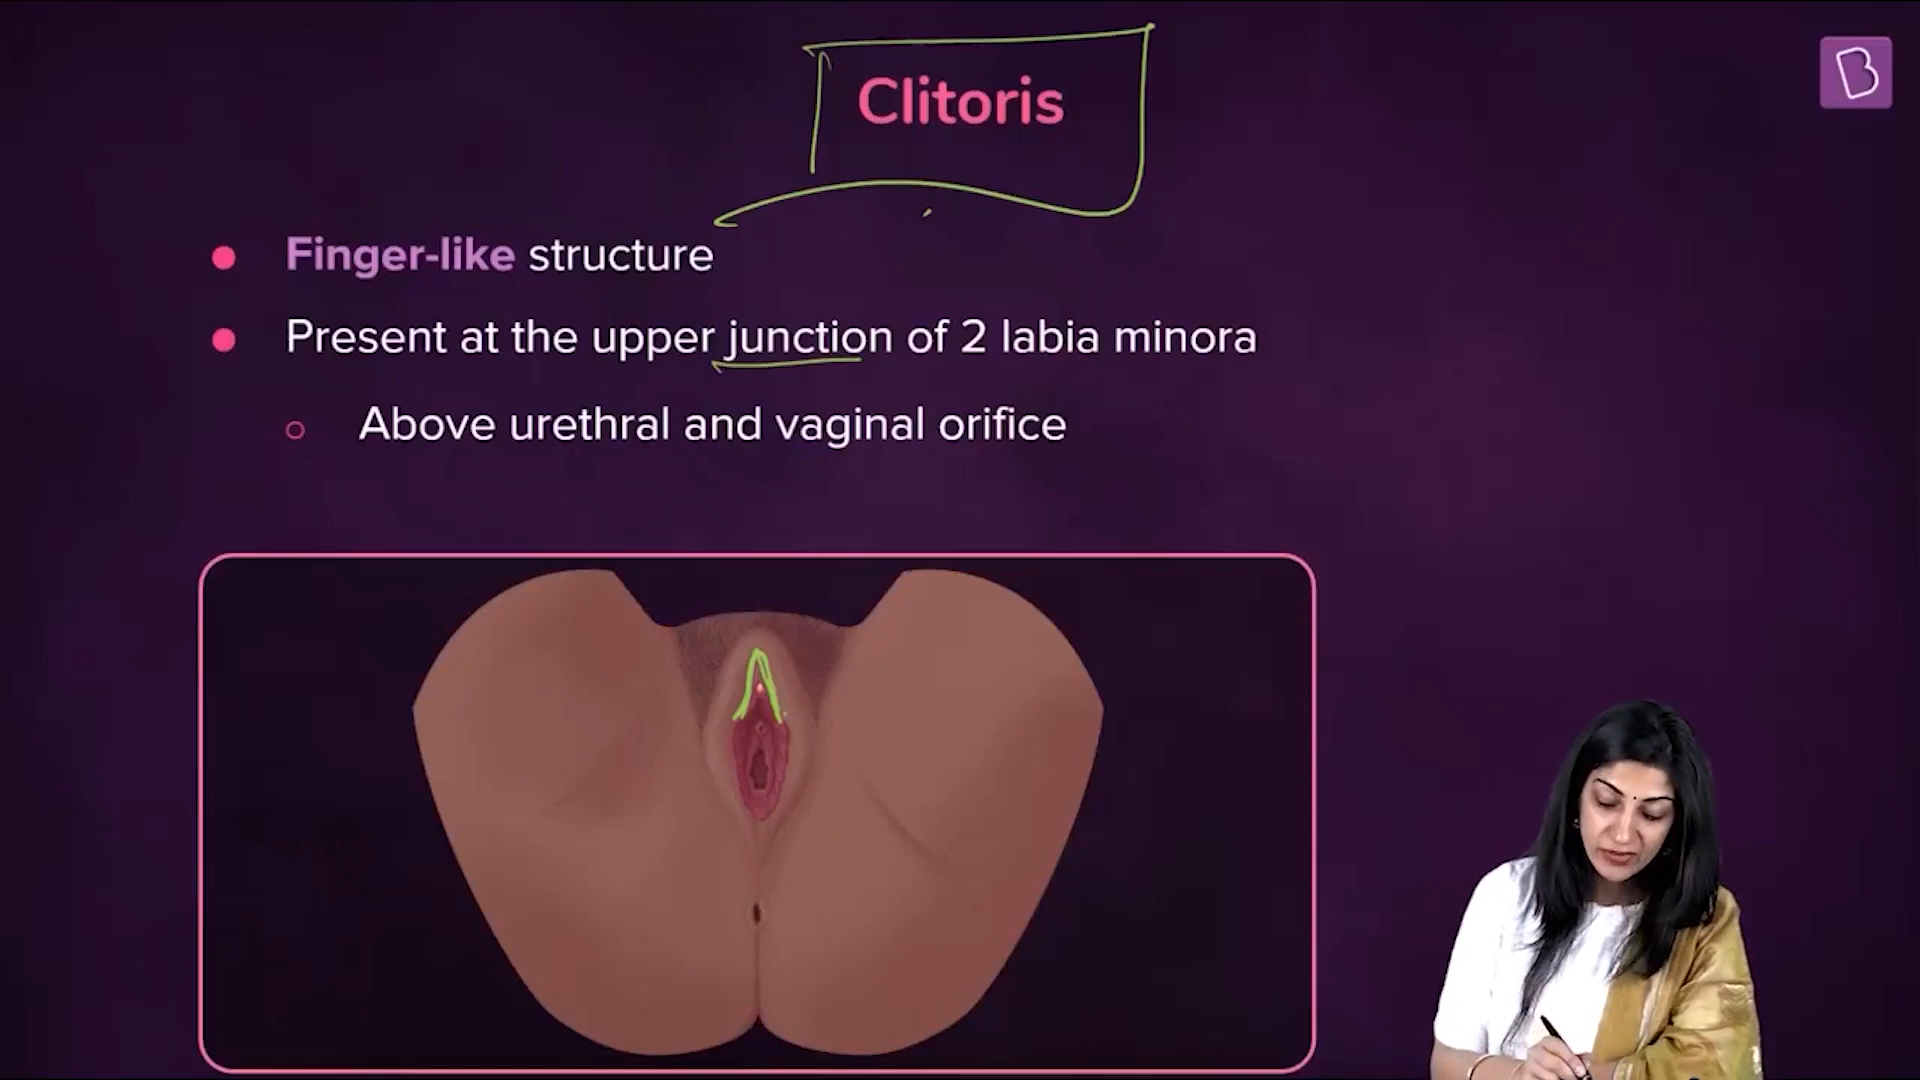 Clitoris
Finger-like structure
Present at the upper junction of 2 labia minora
Above urethral and vaginal orifice
B